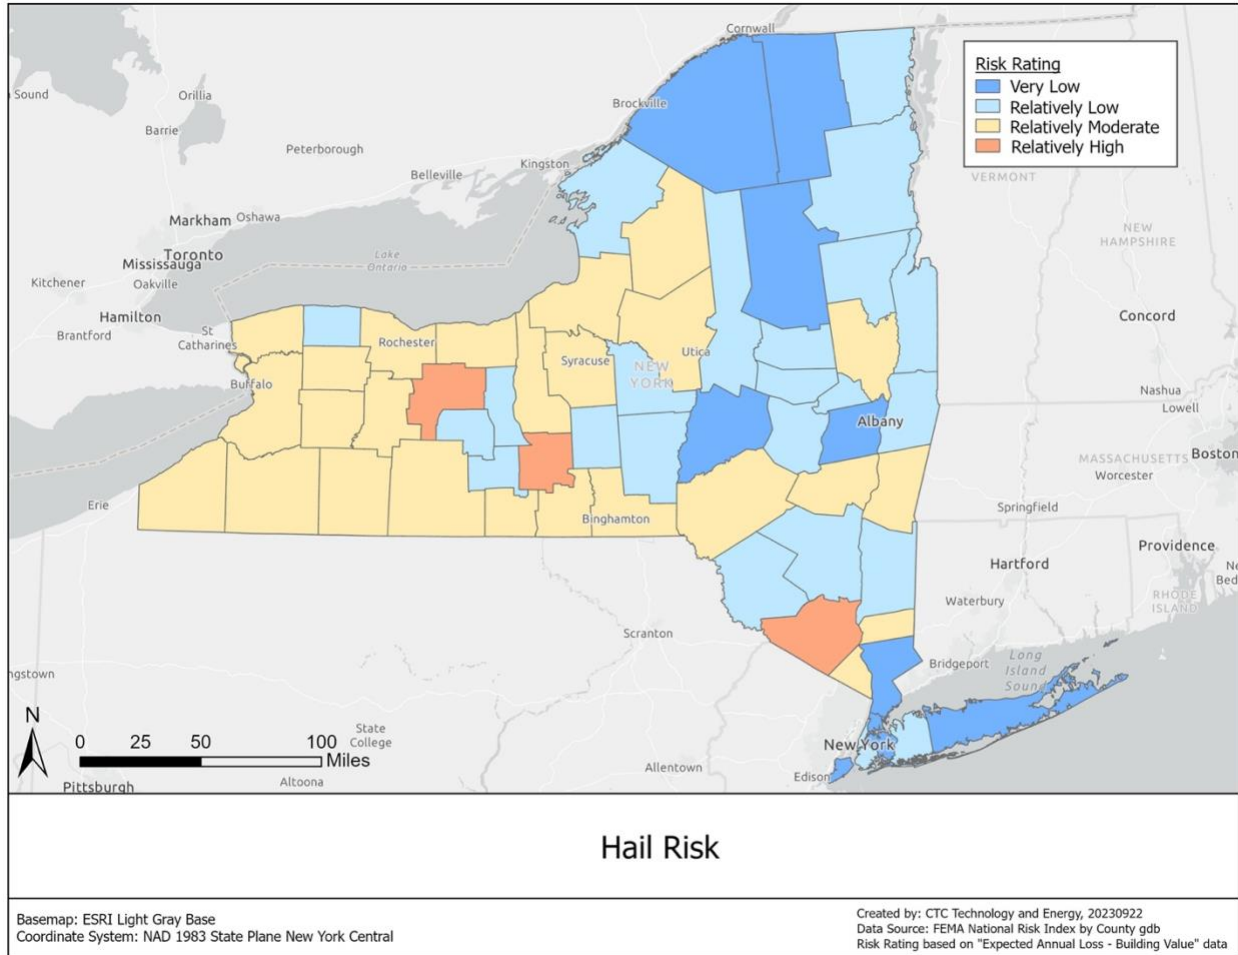 Cornwall
Sound
Orillia
Brockville
Barrie
Peterborough
Kingston
Belleville
Risk Rating
Very Low
Relatively Low
Relatively Moderate
Relatively High
VERMONT
Markham
Oshawa
Toronto
Mississauga
Lake
Ontario
Kitchener
Oakville
Hamilton
Brantford
St
Catharines
NEW
HAMPSHIRE
Concord
Rochester
Syracuse
Utica
NEW
YORK
Buffalo
Nashua
Lowell
Albany
MASSACHUSETTS
Boston
Worcester
Erie
Binghamton
Springfield
Hartford
Providence
Ne
Bed
RHODE
ISLAND
Waterbury
Scranton
Bridgeport
Long
Island
Sound
ngstown
N
0 25 50 100
Miles
State
College
New York
Allentown
Edison
Altoona
Pittsburgh
Hail Risk
Basemap: ESRI Light Gray Base
Coordinate System: NAD 1983 State Plane New York Central
Created by: CTC Technology and Energy, 20230922
Data Source: FEMA National Risk Index by County gdb
Risk Rating based on "Expected Annual Loss - Building Value" data